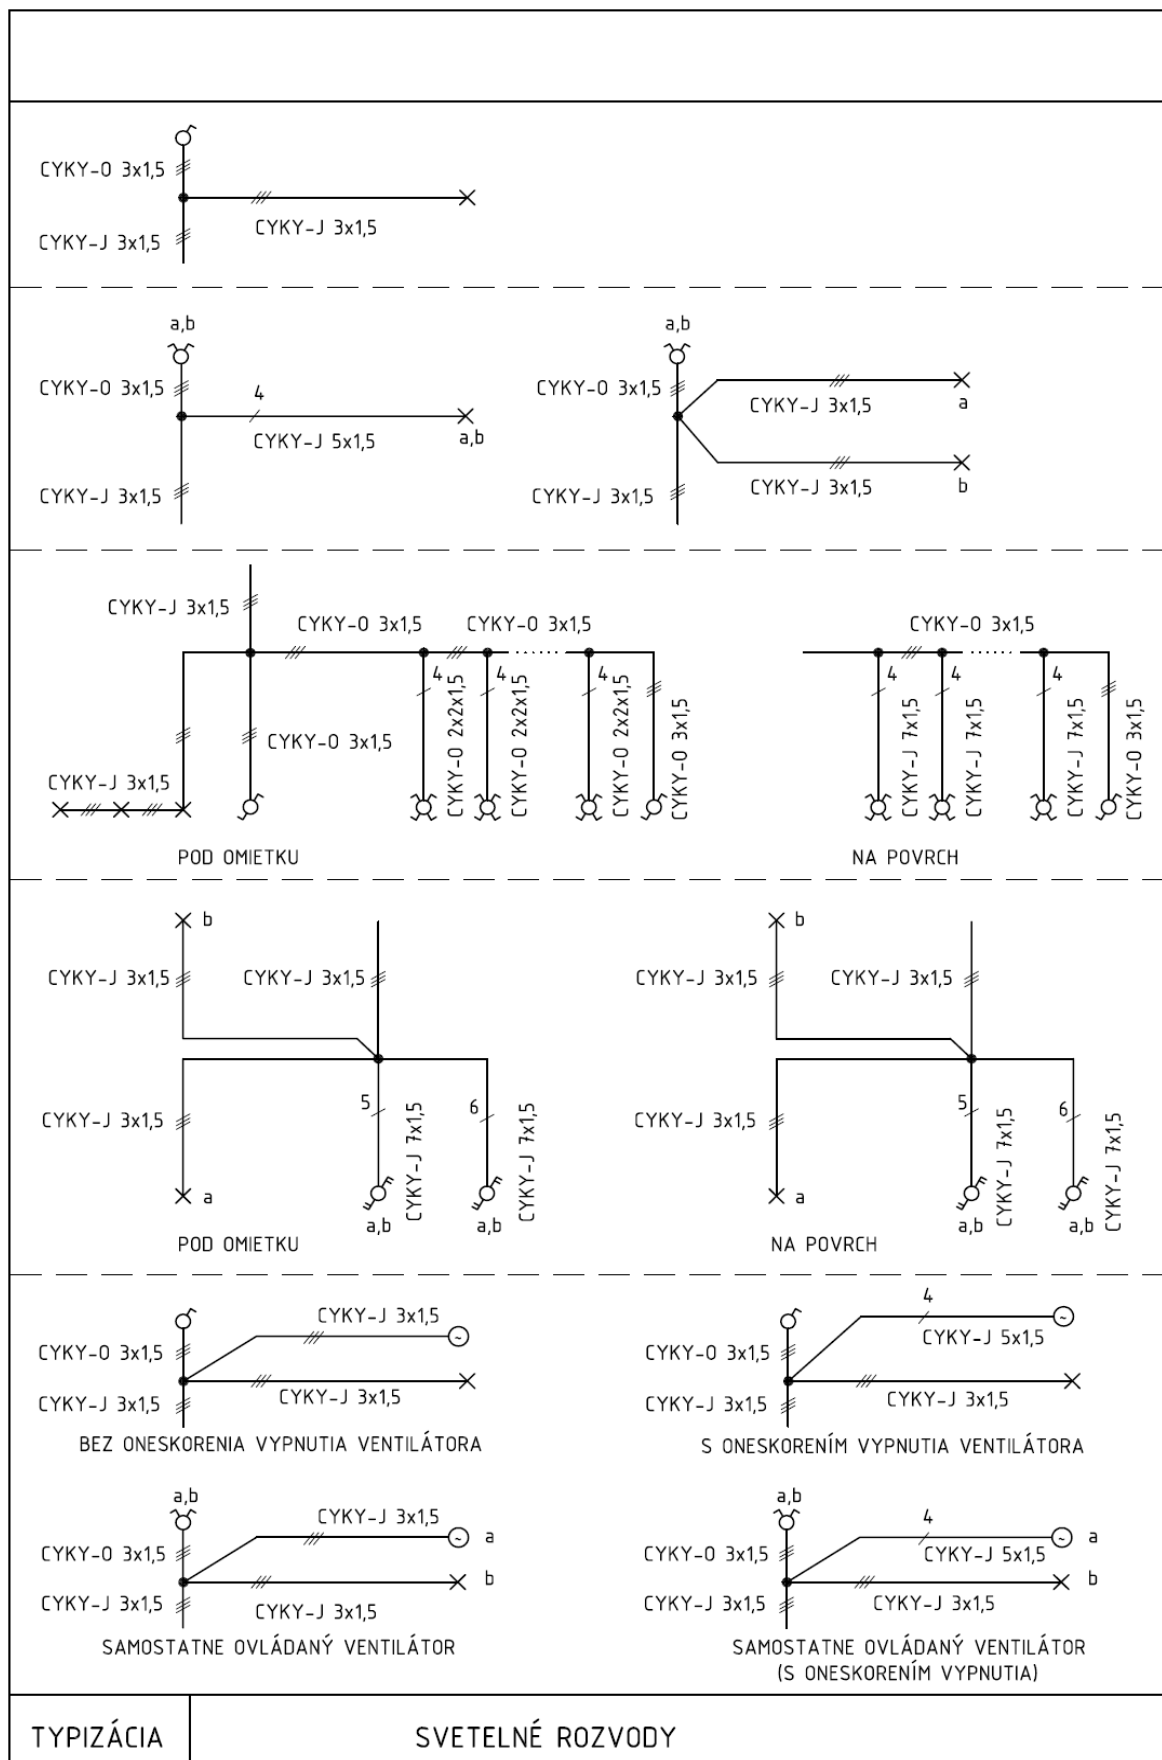 CYKY-O 3x1,5
CYKY-J 3x1,5
CYKY-J 3x1,5
a,b
CYKY-O 3x1,5
4
CYKY-J 5x1,5
a,b
CYKY-J 3x1,5
a,b
CYKY-O 3x1,5
CYKY-J 3x1,5
a
CYKY-J 3x1,5
CYKY-J 3x1,5
b
CYKY-J 3x1,5
CYKY-O 3x1,5
CYKY-O 3x1,5
4
CYKY-O 2x2x1,5
4
CYKY-O 2x2x1,5
4
CYKY-O 2x2x1,5
CYKY-O 3x1,5
CYKY-O 3x1,5
CYKY-J 3x1,5
POD OMIETKU
CYKY-O 3x1,5
4
CYKY-J 7x1,5
4
CYKY-J 7x1,5
4
CYKY-J 7x1,5
CYKY-O 3x1,5
NA POVRCH
b
CYKY-J 3x1,5
CYKY-J 3x1,5
CYKY-J 3x1,5
5
CYKY-J 7x1,5
6
CYKY-J 7x1,5
a
a,b
a,b
POD OMIETKU
b
CYKY-J 3x1,5
CYKY-J 3x1,5
CYKY-J 3x1,5
5
CYKY-J 7x1,5
6
CYKY-J 7x1,5
a
a,b
a,b
NA POVRCH
CYKY-J 3x1,5
~
CYKY-O 3x1,5
CYKY-J 3x1,5
CYKY-J 3x1,5
BEZ ONESKORENIA VYPNUTIA VENTILÁTORA
4
~
CYKY-J 5x1,5
CYKY-O 3x1,5
CYKY-J 3x1,5
CYKY-J 3x1,5
S ONESKORENÍM VYPNUTIA VENTILÁTORA
a,b
CYKY-J 3x1,5
~ a
CYKY-O 3x1,5
b
CYKY-J 3x1,5
CYKY-J 3x1,5
SAMOSTATNE OVLÁDANÝ VENTILÁTOR
a,b
4
~ a
CYKY-O 3x1,5
CYKY-J 5x1,5
b
CYKY-J 3x1,5
CYKY-J 3x1,5
SAMOSTATNE OVLÁDANÝ VENTILÁTOR
(S ONESKORENÍM VYPNUTIA)
TYPIZÁCIA
SVETELNÉ ROZVODY